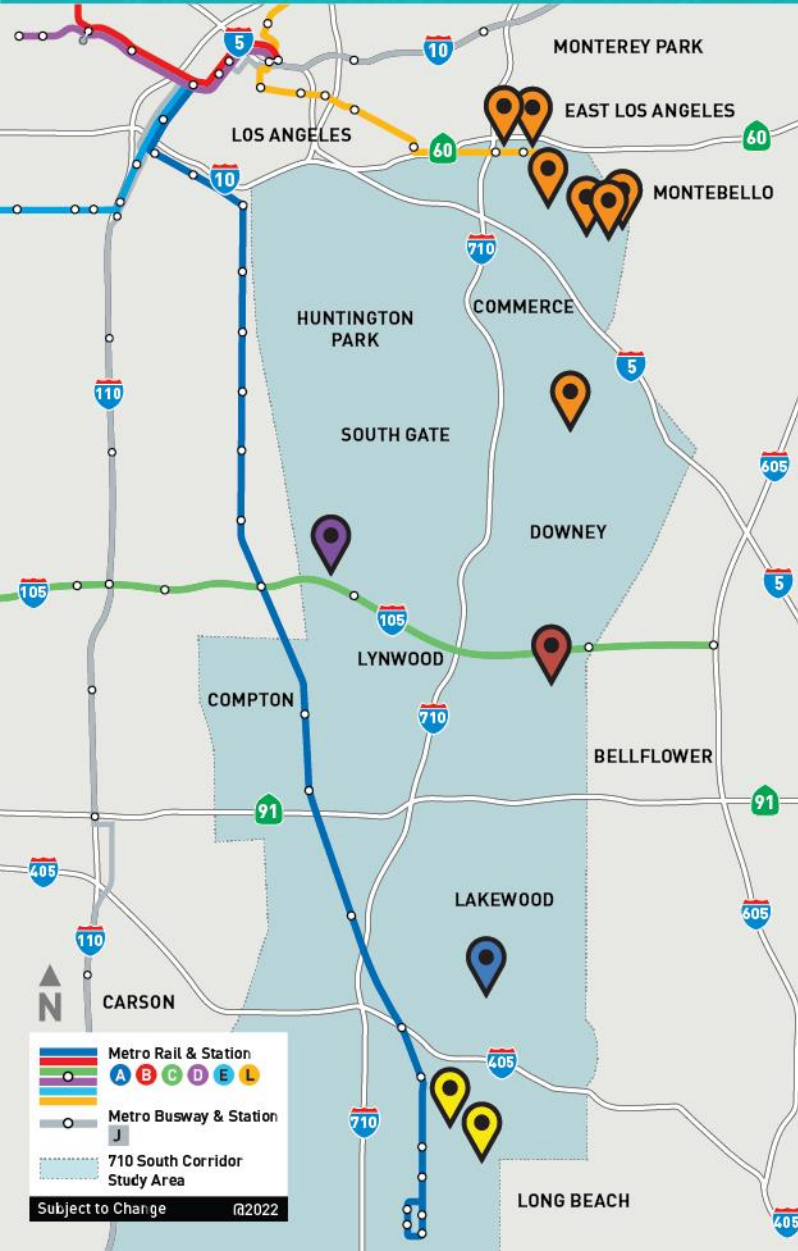 5
10
MONTEREY PARK
EAST LOS ANGELES
LOS ANGELES
60
60
10
MONTEBELLO
710
COMMERCE
HUNTINGTON
PARK
5
110
SOUTH GATE
605
DOWNEY
105
5
105
LYNWOOD
COMPTON
710
BELLFLOWER
91
91
405
LAKEWOOD
605
110
CARSON
N
405
Metro Rail & Station
A B C D E L
Metro Busway & Station
J
710 South Corridor
Study Area
Subject to Change @2022
710
LONG BEACH
405